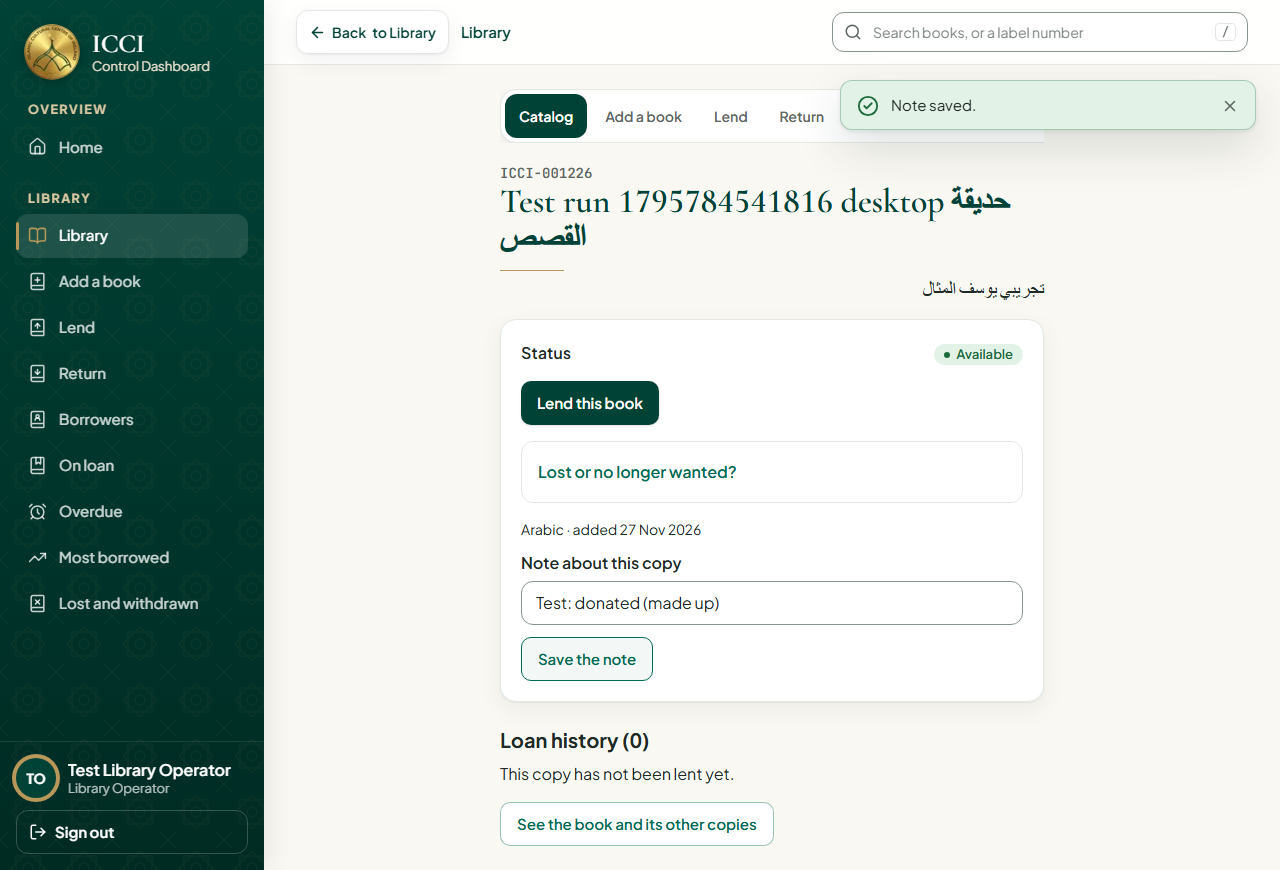 ICCI
Control Dashboard
OVERVIEW
Home
LIBRARY
Library
Add a book
Lend
Return
Borrowers
On loan
Overdue
Most borrowed
Lost and withdrawn
TO
Test Library Operator
Library Operator
Sign out
Back to Library
Library
Search books, or a label number
/
Note saved.
Catalog
Add a book
Lend
Return
ICCI-001226
Test run 1795784541816 desktop حديقة
القصص
تجريبي يوسف المثال
Status
Available
Lend this book
Lost or no longer wanted?
Arabic · added 27 Nov 2026
Note about this copy
Test: donated (made up)
Save the note
Loan history (0)
This copy has not been lent yet.
See the book and its other copies